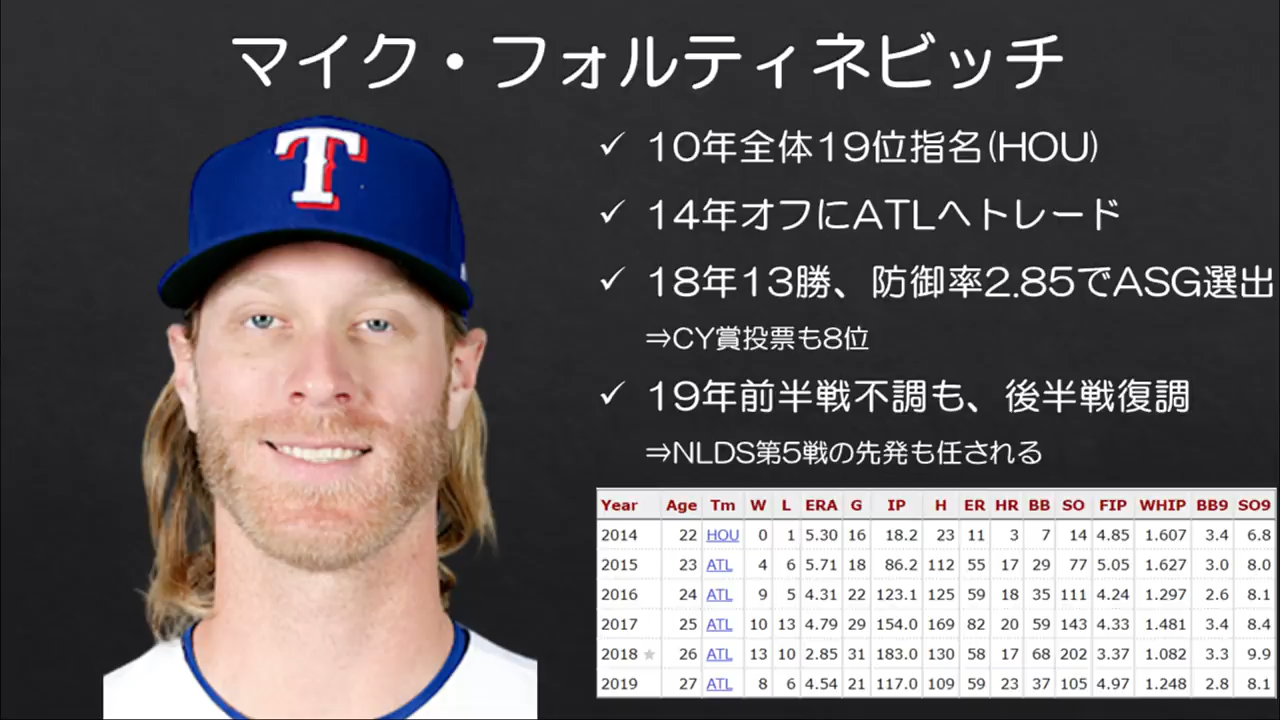 マイク・フォルティネビッチ
T
✓ 10年全体19位指名(HOU)
✓ 14年オフにATLへトレード
✓ 18年13勝、防御率2.85でASG選出
⇒CY賞投票も8位
✓ 19年前半戦不調も、後半戦復調
⇒NLDS第5戦の先発も任される
Year Age Tm W L ERA G IP H ER HR BB SO FIP WHIP BB9 SO9
2014 22 HOU 0 1 5.30 16 18.2 23 11 3 7 14 4.85 1.607 3.4 6.8
2015 23 ATL 4 6 5.71 18 86.2 112 55 17 29 77 5.05 1.627 3.0 8.0
2016 24 ATL 9 5 4.31 22 123.1 125 59 18 35 111 4.24 1.297 2.6 8.1
2017 25 ATL 10 13 4.79 29 154.0 169 82 20 59 143 4.33 1.481 3.4 8.4
2018 ★ 26 ATL 13 10 2.85 31 183.0 130 58 17 68 202 3.37 1.082 3.3 9.9
2019 27 ATL 8 6 4.54 21 117.0 109 59 23 37 105 4.97 1.248 2.8 8.1